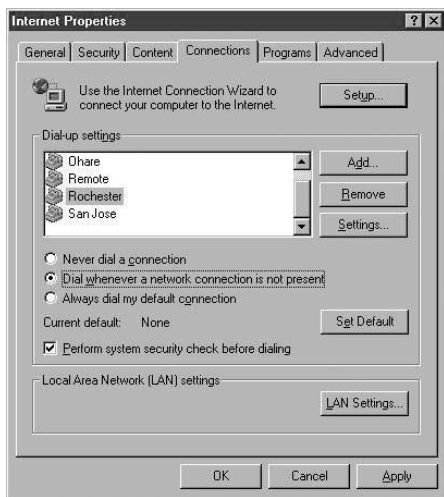 Internet Properties
General Security Content Connections Programs Advanced
Use the Internet Connection Wizard to
connect your computer to the Internet.
Setup...
Dial-up settings
Ohare
Remote
Rochester
San Jose
Add...
Remove
Settings...
Never dial a connection
Dial whenever a network connection is not present
Always dial my default connection
Current default: None
Set Default
Perform system security check before dialing
Local Area Network (LAN) settings
LAN Settings...
OK Cancel Apply